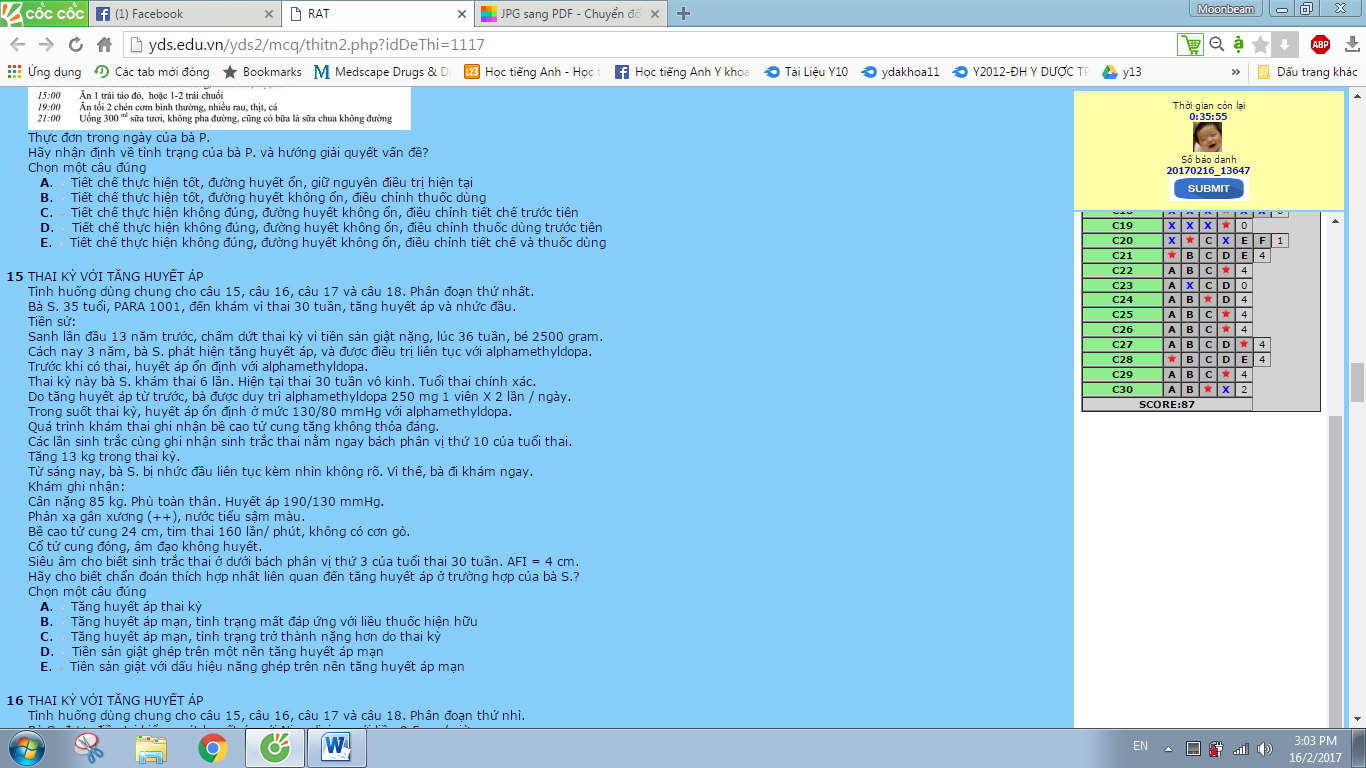 CỐC CỐC
(1) Facebook
RAT
JPG sang PDF - Chuyển đổ
Moonbeam
yds.edu.vn/yds2/mcq/thitn2.php?idDeThi=1117
ABP
Ứng dụng
Các tab mới đóng
Bookmarks
Medscape Drugs & Di
Học tiếng Anh - Học t
Học tiếng Anh Y khoa
Tài Liệu Y10
ydakhoa11
Y2012-ĐH Y DƯỢC TP
y13
»
Dấu trang khác
15:00 Ăn 1 trái táo đỏ, hoặc 1-2 trái chuối
19:00 Ăn tối 2 chén cơm bình thường, nhiều rau, thịt, cá
21:00 Uống 300 ml sữa tươi, không pha đường, cũng có bữa là sữa chua không đường
Thực đơn trong ngày của bà P.
Hãy nhận định về tình trạng của bà P. và hướng giải quyết vấn đề?
Chọn một câu đúng
A. Tiết chế thực hiện tốt, đường huyết ổn, giữ nguyên điều trị hiện tại
B. Tiết chế thực hiện tốt, đường huyết không ổn, điều chỉnh thuốc dùng
C. Tiết chế thực hiện không đúng, đường huyết không ổn, điều chỉnh tiết chế trước tiên
D. Tiết chế thực hiện không đúng, đường huyết không ổn, điều chỉnh thuốc dùng trước tiên
E. Tiết chế thực hiện không đúng, đường huyết không ổn, điều chỉnh tiết chế và thuốc dùng
15 THAI KỲ VỚI TĂNG HUYẾT ÁP
Tình huống dùng chung cho câu 15, câu 16, câu 17 và câu 18. Phân đoạn thứ nhất.
Bà S. 35 tuổi, PARA 1001, đến khám vì thai 30 tuần, tăng huyết áp và nhức đầu.
Tiền sử:
Sanh lần đầu 13 năm trước, chấm dứt thai kỳ vì tiền sản giật nặng, lúc 36 tuần, bé 2500 gram.
Cách nay 3 năm, bà S. phát hiện tăng huyết áp, và được điều trị liên tục với alphamethyldopa.
Trước khi có thai, huyết áp ổn định với alphamethyldopa.
Thai kỳ này bà S. khám thai 6 lần. Hiện tại thai 30 tuần vô kinh. Tuổi thai chính xác.
Do tăng huyết áp từ trước, bà được duy trì alphamethyldopa 250 mg 1 viên X 2 lần / ngày.
Trong suốt thai kỳ, huyết áp ổn định ở mức 130/80 mmHg với alphamethyldopa.
Quá trình khám thai ghi nhận bề cao tử cung tăng không thỏa đáng.
Các lần sinh trắc cũng ghi nhận sinh trắc thai nằm ngay bách phân vị thứ 10 của tuổi thai.
Tăng 13 kg trong thai kỳ.
Từ sáng nay, bà S. bị nhức đầu liên tục kèm nhìn không rõ. Vì thế, bà đi khám ngay.
Khám ghi nhận:
Cân nặng 85 kg. Phù toàn thân. Huyết áp 190/130 mmHg.
Phản xạ gân xương (++), nước tiểu sậm màu.
Bề cao tử cung 24 cm, tim thai 160 lần/ phút, không có cơn gò.
Cổ tử cung đóng, âm đạo không huyết.
Siêu âm cho biết sinh trắc thai ở dưới bách phân vị thứ 3 của tuổi thai 30 tuần. AFI = 4 cm.
Hãy cho biết chẩn đoán thích hợp nhất liên quan đến tăng huyết áp ở trường hợp của bà S.?
Chọn một câu đúng
A. Tăng huyết áp thai kỳ
B. Tăng huyết áp mạn, tình trạng mất đáp ứng với liều thuốc hiện hữu
C. Tăng huyết áp mạn, tình trạng trở thành nặng hơn do thai kỳ
D. Tiền sản giật ghép trên một nền tăng huyết áp mạn
E. Tiền sản giật với dấu hiệu nặng ghép trên nền tăng huyết áp mạn
16 THAI KỲ VỚI TĂNG HUYẾT ÁP
Tình huống dùng chung cho câu 15, câu 16, câu 17 và câu 18. Phân đoạn thứ nhì.
Thời gian còn lại
0:35:55
Số báo danh
20170216_13647
SUBMIT
C19 X X X ★ 0
C20 X ★ C X E F 1
C21 ★ B C D E 4
C22 A B C ★ 4
C23 A X C D 0
C24 A B ★ D 4
C25 A B C ★ 4
C26 A B C ★ 4
C27 A B C D ★ 4
C28 ★ B C D E 4
C29 A B C ★ 4
C30 A B ★ X 2
SCORE:87
EN
3:03 PM
16/2/2017